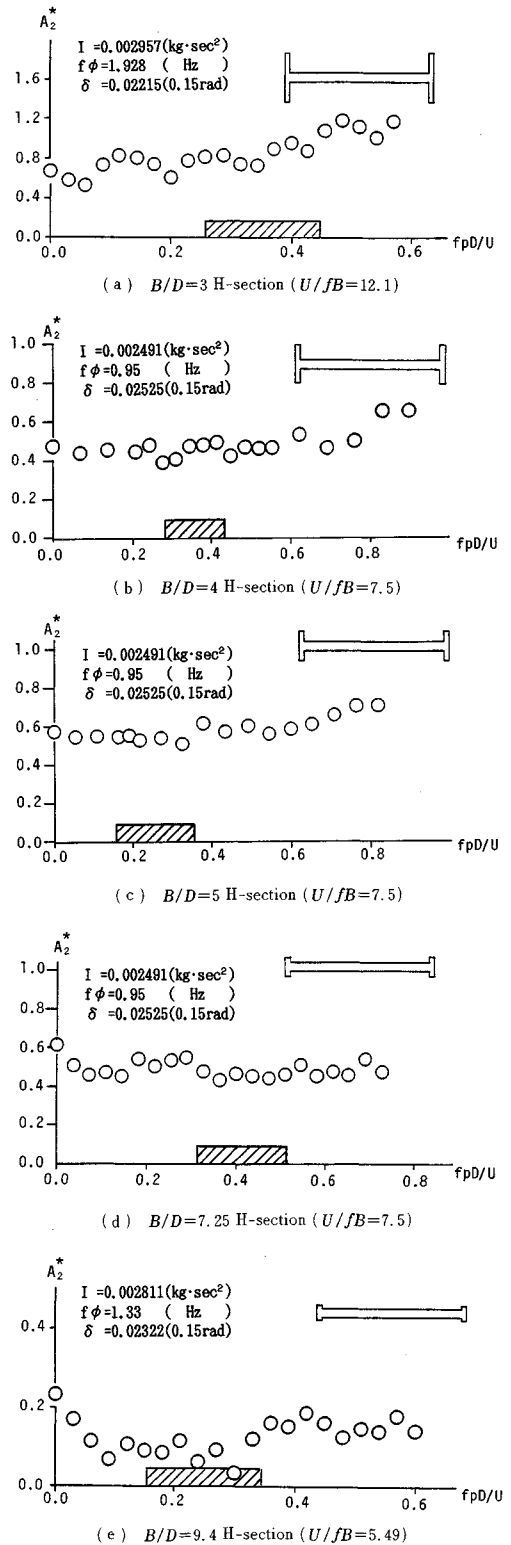 A₂*
I =0.002957(kg·sec²)
fφ=1.928 ( Hz )
δ =0.02215(0.15rad)
1.6
1.2
0.8
0.4
0.0
0.0 0.2 0.4 0.6 fpD/U
(a) B/D=3 H-section (U/fB=12.1)
A₂*
1.0
I =0.002491(kg·sec²)
fφ=0.95 ( Hz )
δ =0.02525(0.15rad)
0.8
0.6
0.4
0.2
0.0
0.0 0.2 0.4 0.6 0.8 fpD/U
(b) B/D=4 H-section (U/fB=7.5)
A₂*
1.0
I =0.002491(kg·sec²)
fφ=0.95 ( Hz )
δ =0.02525(0.15rad)
0.8
0.6
0.4
0.2
0.0
0.0 0.2 0.4 0.6 0.8 fpD/U
(c) B/D=5 H-section (U/fB=7.5)
A₂*
1.0
I =0.002491(kg·sec²)
fφ=0.95 ( Hz )
δ =0.02525(0.15rad)
0.8
0.6
0.4
0.2
0.0
0.0 0.2 0.4 0.6 0.8 fpD/U
(d) B/D=7.25 H-section (U/fB=7.5)
A₂*
I =0.002811(kg·sec²)
fφ=1.33 ( Hz )
δ =0.02322(0.15rad)
0.4
0.2
0.0
0.0 0.2 0.4 0.6 fpD/U
(e) B/D=9.4 H-section (U/fB=5.49)